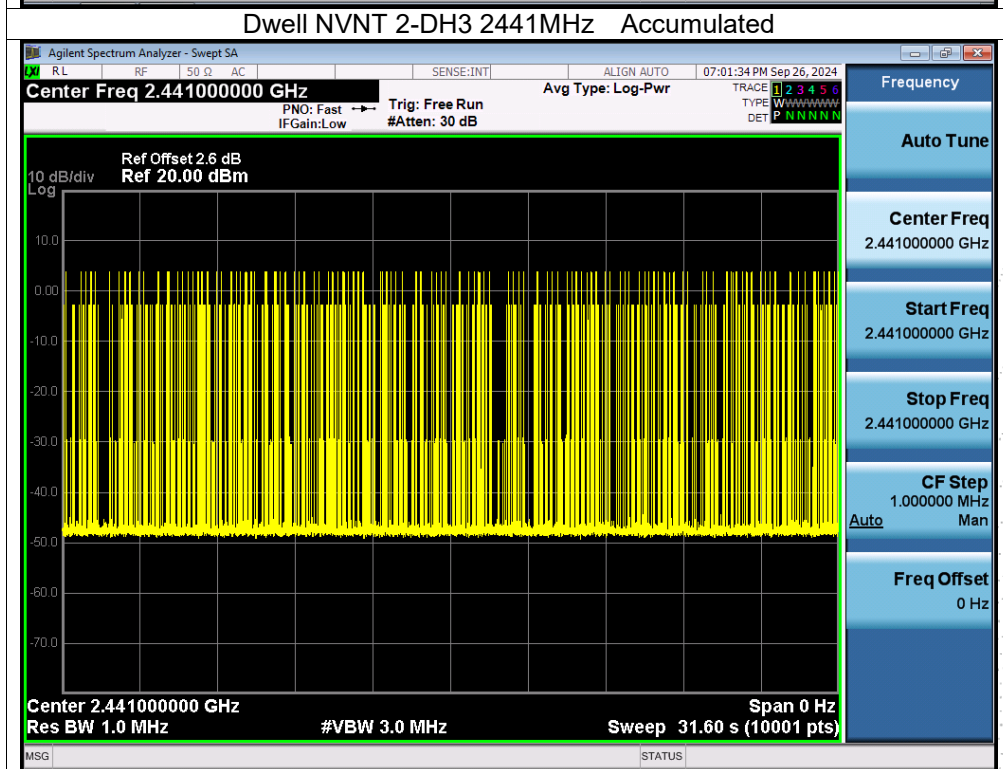 Dwell NVNT 2-DH3 2441MHz Accumulated
Agilent Spectrum Analyzer - Swept SA
LXI RL RF 50 Ω AC SENSE:INT ALIGN AUTO 07:01:34 PM Sep 26, 2024
Center Freq 2.441000000 GHz
PNO: Fast
IFGain:Low
Trig: Free Run
#Atten: 30 dB
Avg Type: Log-Pwr
TRACE 1 2 3 4 5 6
TYPE WWWWWW
DET P N N N N N
Ref Offset 2.6 dB
10 dB/div Ref 20.00 dBm
Log
10.0
0.00
-10.0
-20.0
-30.0
-40.0
-50.0
-60.0
-70.0
Center 2.441000000 GHz Span 0 Hz
Res BW 1.0 MHz #VBW 3.0 MHz Sweep 31.60 s (10001 pts)
MSG STATUS
Frequency
Auto Tune
Center Freq
2.441000000 GHz
Start Freq
2.441000000 GHz
Stop Freq
2.441000000 GHz
CF Step
1.000000 MHz
Auto Man
Freq Offset
0 Hz